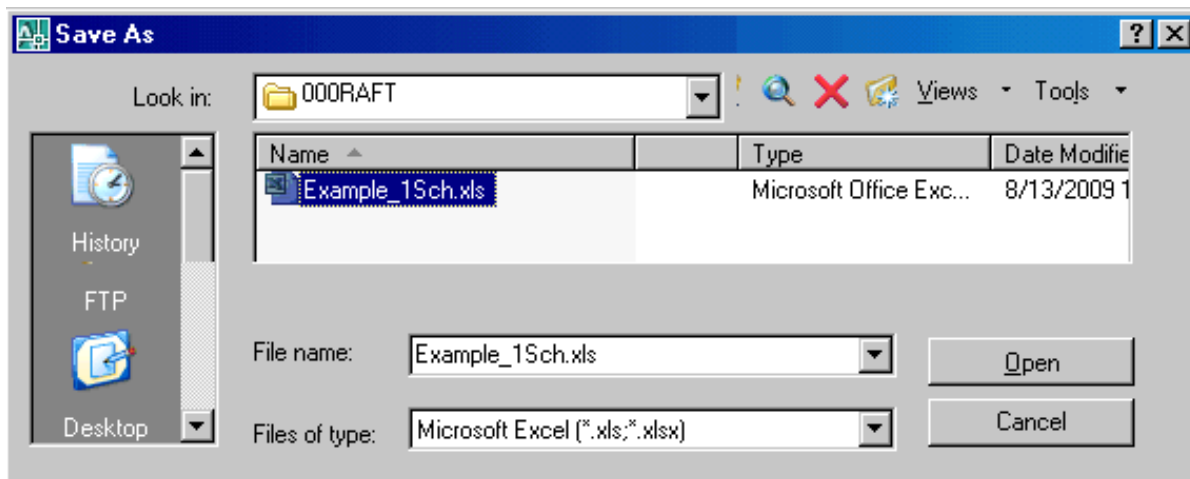 Save As
Look in: 000RAFT Views Tools
Name Type Date Modifie
Example_1Sch.xls Microsoft Office Exc... 8/13/2009 1
History
FTP
Desktop
File name: Example_1Sch.xls Open
Files of type: Microsoft Excel (*.xls;*.xlsx) Cancel